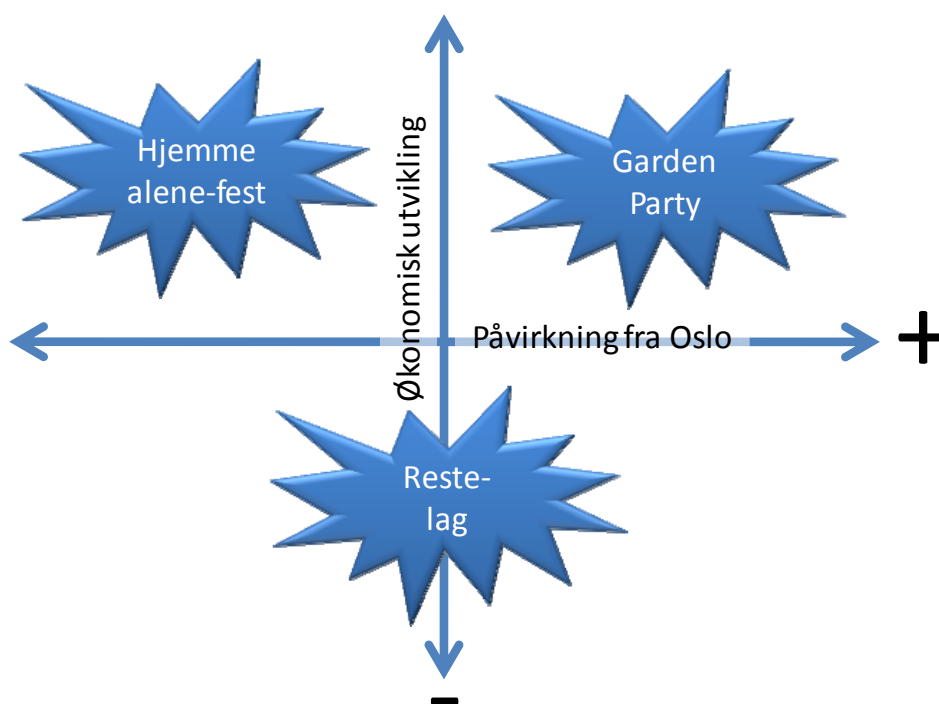 Hjemme
alene-fest
Garden
Party
Økonomisk utvikling
Påvirkning fra Oslo
+
Reste-
lag
-